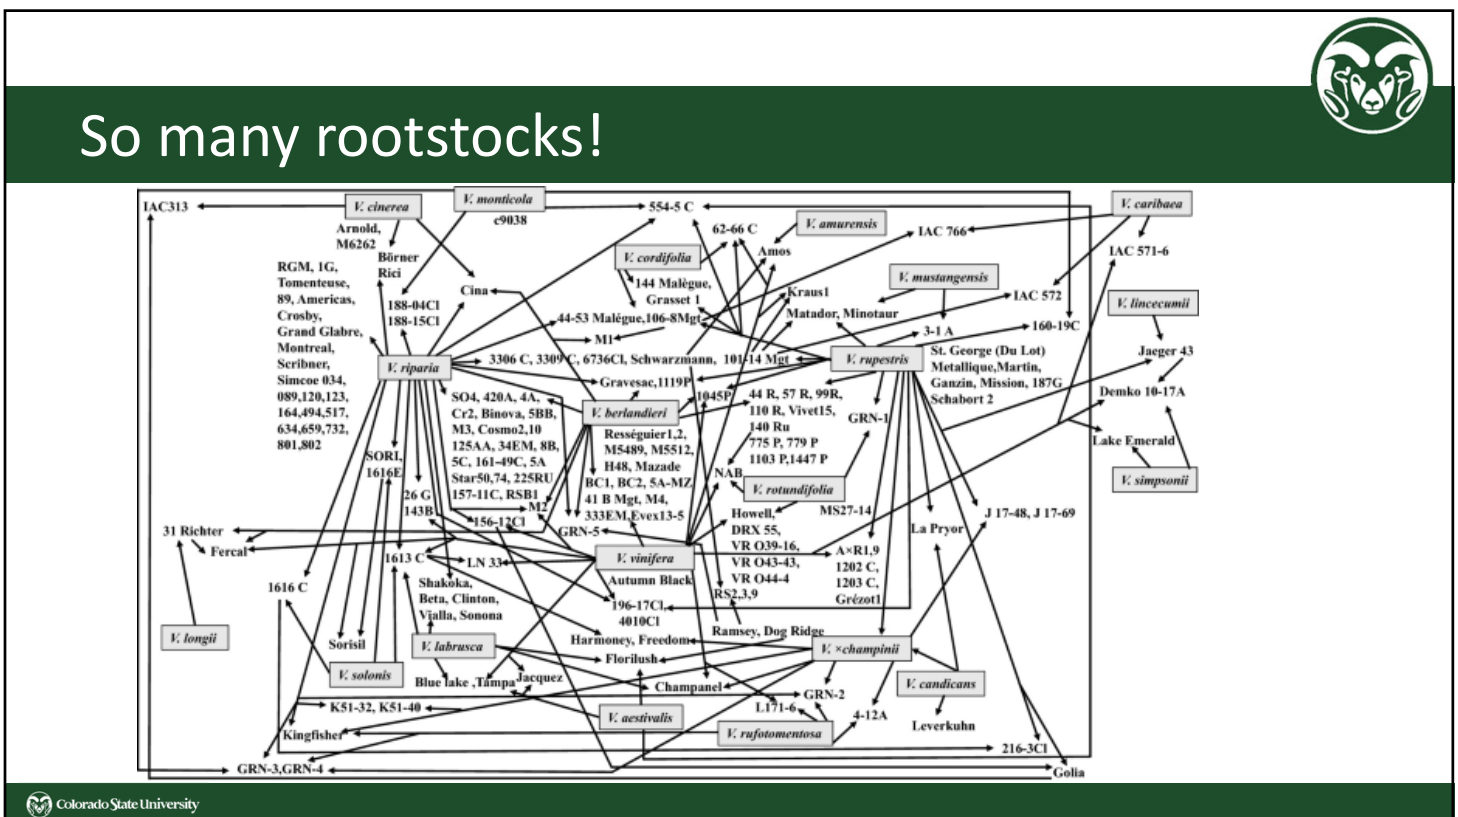 So many rootstocks!
IAC313
V. cinerea
V. monticola
c9038
554-5 C
V. caribaea
Arnold,
M6262
Börner
Rici
62-66 C
V. amurensis
IAC 766
V. cordifolia
Amos
IAC 571-6
RGM, 1G,
Tomenteuse,
89, Americas,
Crosby,
Grand Glabre,
Montreal,
Scribner,
Simcoe 034,
089,120,123,
164,494,517,
634,659,732,
801,802
188-04Cl
188-15Cl
Cina
144 Malègue,
Grasset 1
Kraus1
V. mustangensis
IAC 572
V. lincecumii
44-53 Malégue,106-8Mgt
Matador, Minotaur
M1
3-1 A
160-19C
V. riparia
3306 C, 3309 C, 6736Cl, Schwarzmann, 101-14 Mgt
V. rupestris
St. George (Du Lot)
Metallique,Martin,
Ganzin, Mission, 187G
Schabort 2
Jaeger 43
Gravesac,1119P
1045P
Demko 10-17A
SO4, 420A, 4A,
Cr2, Binova, 5BB,
M3, Cosmo2,10
125AA, 34EM, 8B,
5C, 161-49C, 5A
Star50,74, 225RU
157-11C, RSB1
V. berlandieri
Rességuier1,2,
M5489, M5512,
H48, Mazade
BC1, BC2, 5A-MZ
41 B Mgt, M4,
333EM,Evex13-5
44 R, 57 R, 99R,
110 R, Vivet15,
140 Ru
775 P, 779 P
1103 P,1447 P
GRN-1
Lake Emerald
SORI,
1616E
NAB
V. rotundifolia
MS27-14
V. simpsonii
26 G
143B
M2
156-12Cl
GRN-5
Howell,
DRX 55,
VR O39-16,
VR O43-43,
VR O44-4
La Pryor
J 17-48, J 17-69
31 Richter
Fercal
1613 C
LN 33
V. vinifera
Autumn Black
A×R1,9
1202 C,
1203 C,
Grézot1
1616 C
Shakoka,
Beta, Clinton,
Vialla, Sonona
196-17Cl,
4010Cl
RS2,3,9
V. longii
Sorisil
V. labrusca
Harmoney, Freedom
Ramsey, Dog Ridge
V. ×champinii
Florilush
V. solonis
Blue lake ,Tampa
Jacquez
Champanel
GRN-2
V. candicans
K51-32, K51-40
V. aestivalis
L171-6
4-12A
Leverkuhn
Kingfisher
V. rufotomentosa
216-3Cl
GRN-3,GRN-4
Golia
Colorado State University